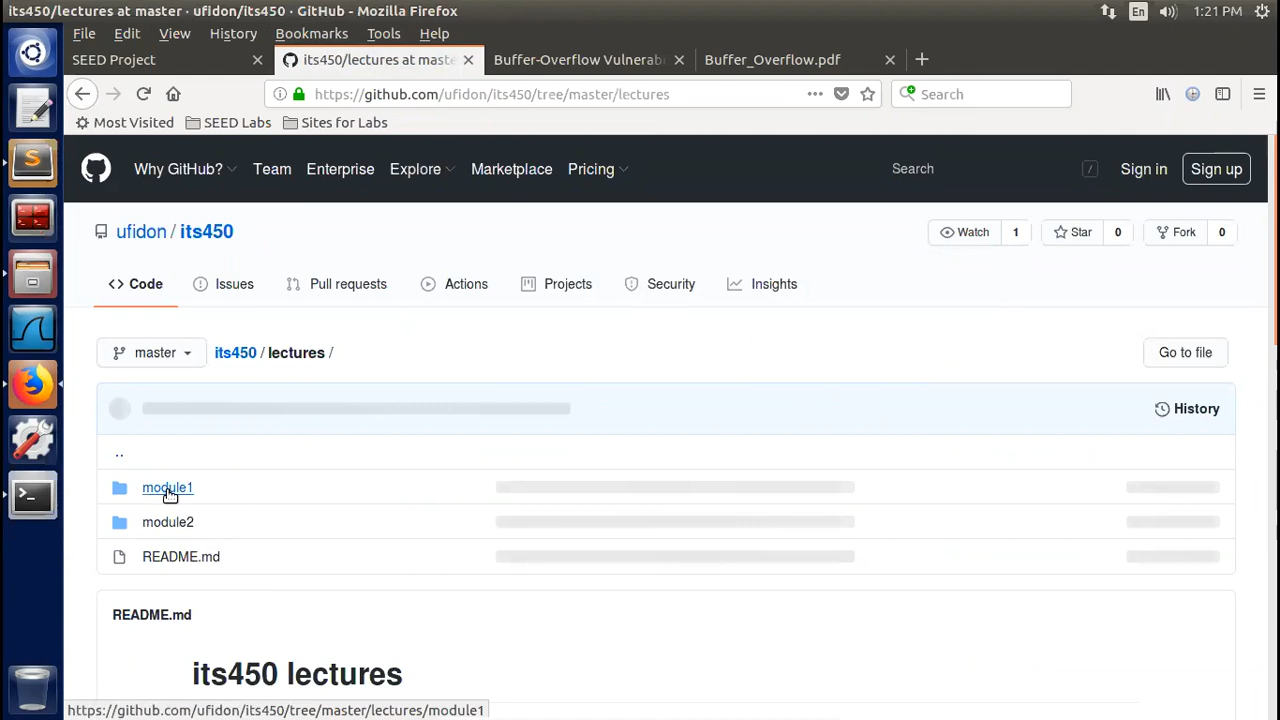 its450/lectures at master · ufidon/its450 · GitHub - Mozilla Firefox
En
1:21 PM
File Edit View History Bookmarks Tools Help
SEED Project
its450/lectures at maste
Buffer-Overflow Vulnerab
Buffer_Overflow.pdf
https://github.com/ufidon/its450/tree/master/lectures
Search
Most Visited
SEED Labs
Sites for Labs
Why GitHub?
Team
Enterprise
Explore
Marketplace
Pricing
Search
/
Sign in
Sign up
ufidon / its450
Watch 1
Star 0
Fork 0
Code
Issues
Pull requests
Actions
Projects
Security
Insights
master
its450 / lectures /
Go to file
History
..
module1
module2
README.md
README.md
its450 lectures
https://github.com/ufidon/its450/tree/master/lectures/module1